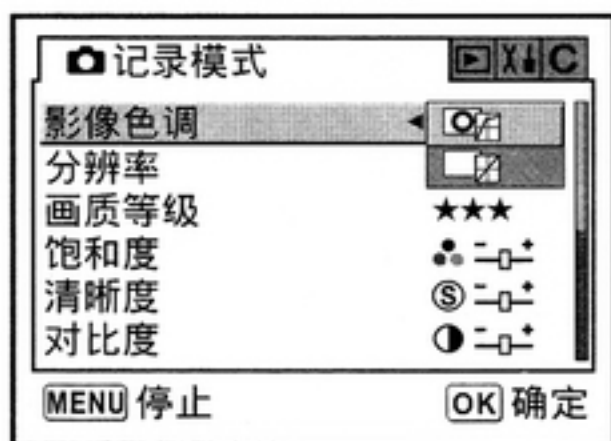 记录模式 C
影像色调
分辨率
画质等级 ★★★
饱和度 - +
清晰度 S - +
对比度 - +
MENU 停止 OK 确定